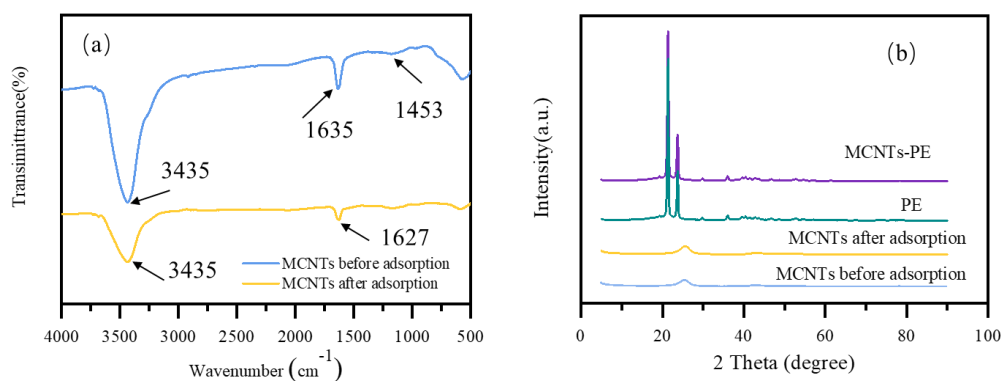 (a)
Transimittrance(%)
1453
1635
3435
1627
3435
MCNTs before adsorption
MCNTs after adsorption
4000 3500 3000 2500 2000 1500 1000 500
Wavenumber (cm-1)
(b)
Intensity(a.u.)
MCNTs-PE
PE
MCNTs after adsorption
MCNTs before adsorption
0 20 40 60 80 100
2 Theta (degree)